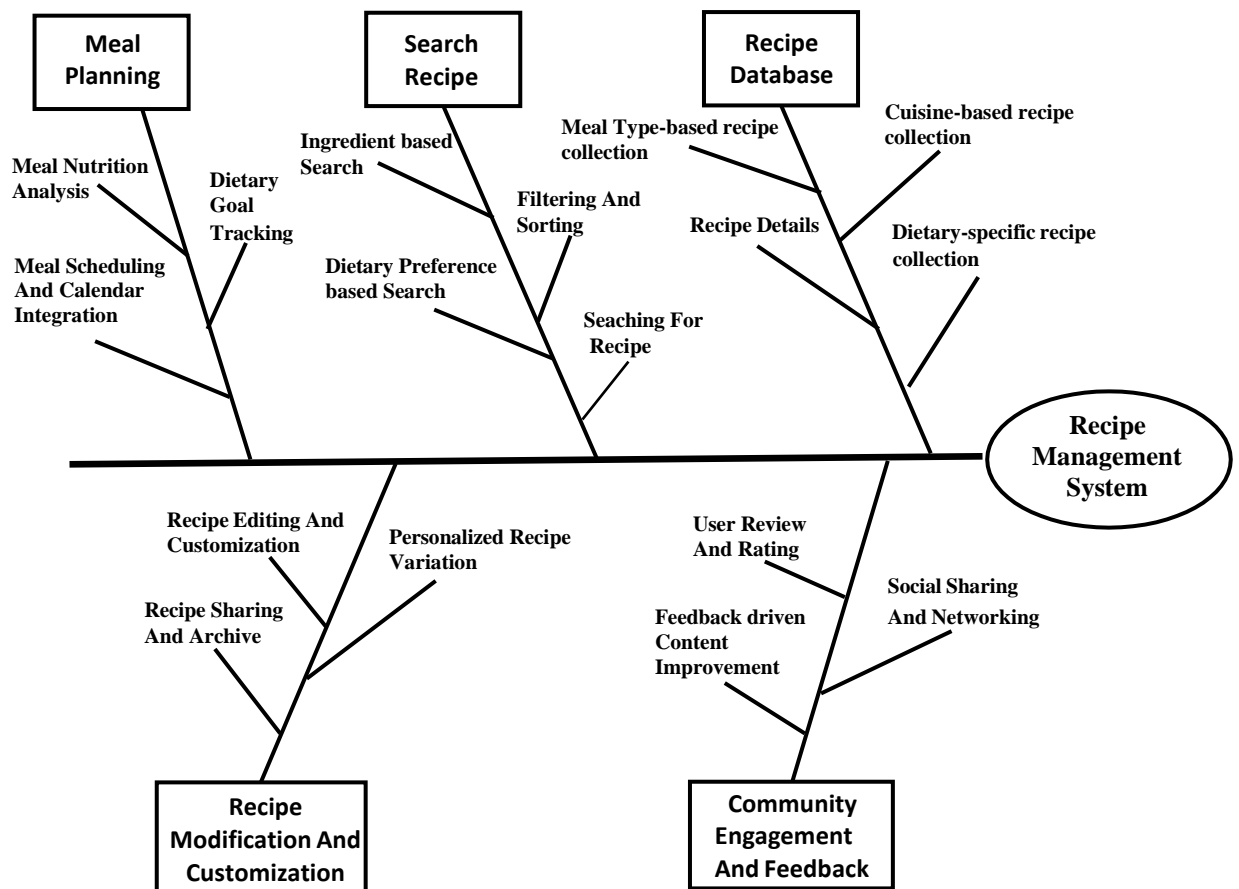 Meal
Planning
Search
Recipe
Recipe
Database
Meal Nutrition
Analysis
Dietary
Goal
Tracking
Meal Scheduling
And Calendar
Integration
Ingredient based
Search
Filtering And
Sorting
Dietary Preference
based Search
Seaching For
Recipe
Meal Type-based recipe
collection
Cuisine-based recipe
collection
Recipe Details
Dietary-specific recipe
collection
Recipe
Management
System
Recipe Editing And
Customization
Personalized Recipe
Variation
Recipe Sharing
And Archive
User Review
And Rating
Social Sharing
And Networking
Feedback driven
Content
Improvement
Recipe
Modification And
Customization
Community
Engagement
And Feedback